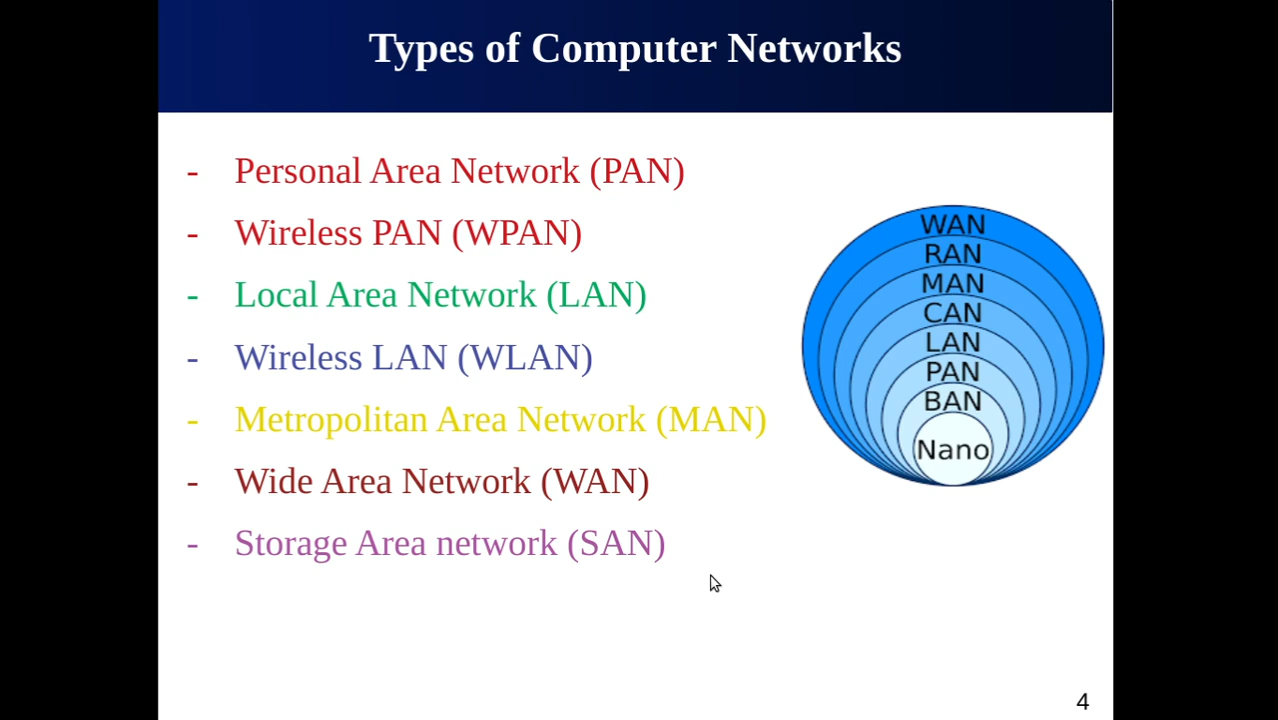 Types of Computer Networks
- Personal Area Network (PAN)
- Wireless PAN (WPAN)
- Local Area Network (LAN)
- Wireless LAN (WLAN)
- Metropolitan Area Network (MAN)
- Wide Area Network (WAN)
- Storage Area network (SAN)
WAN
RAN
MAN
CAN
LAN
PAN
BAN
Nano
4